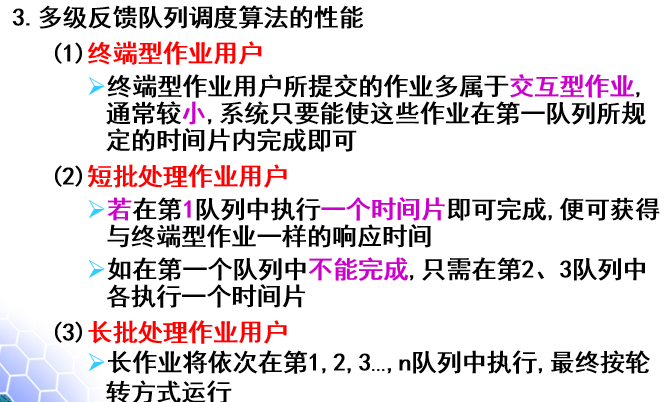 3.多级反馈队列调度算法的性能
(1)终端型作业用户
➢终端型作业用户所提交的作业多属于交互型作业,
通常较小,系统只要能使这些作业在第一队列所规
定的时间片内完成即可
(2)短批处理作业用户
➢若在第1队列中执行一个时间片即可完成,便可获得
与终端型作业一样的响应时间
➢如在第一个队列中不能完成,只需在第2、3队列中
各执行一个时间片
(3)长批处理作业用户
➢长作业将依次在第1,2,3…,n队列中执行,最终按轮
转方式运行